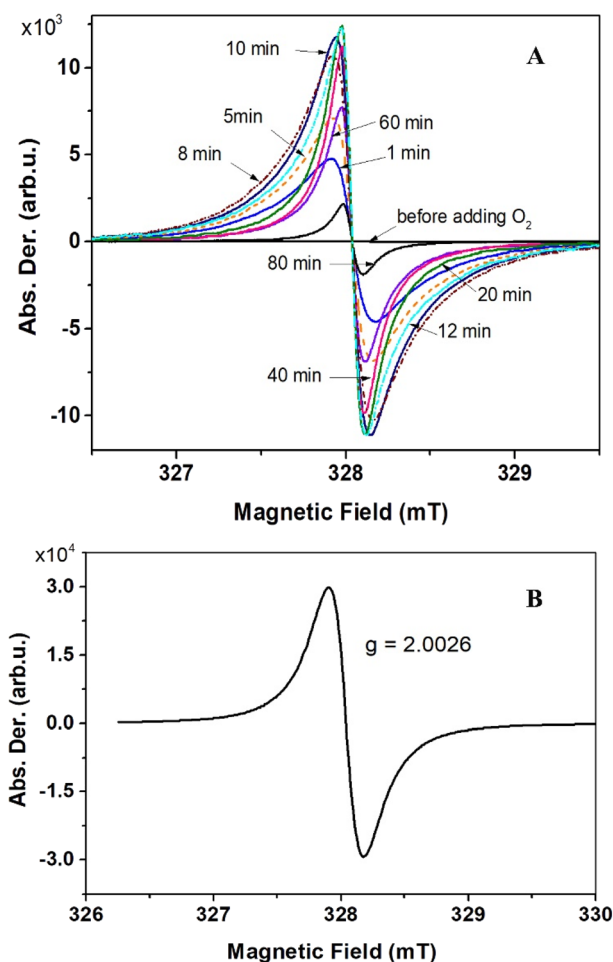 x10³
A
10 min
10
5min
60 min
8 min
1 min
5
before adding O₂
0
80 min
20 min
-5
12 min
40 min
-10
Abs. Der. (arb.u.)
327 328 329
Magnetic Field (mT)
x10⁴
B
3.0
g = 2.0026
1.5
0.0
-1.5
-3.0
Abs. Der. (arb.u.)
326 327 328 329 330
Magnetic Field (mT)